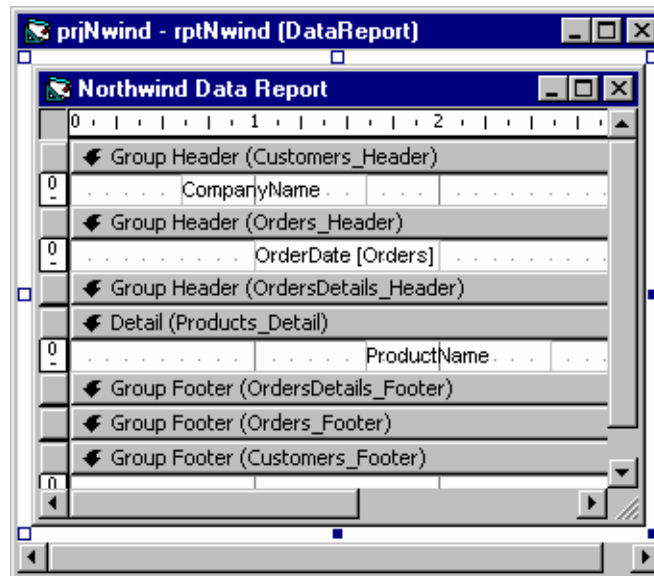 prjNwind - rptNwind (DataReport)
Northwind Data Report
0 1 2
Group Header (Customers_Header)
0
CompanyName
Group Header (Orders_Header)
0
OrderDate [Orders]
Group Header (OrdersDetails_Header)
Detail (Products_Detail)
0
ProductName
Group Footer (OrdersDetails_Footer)
Group Footer (Orders_Footer)
Group Footer (Customers_Footer)
0